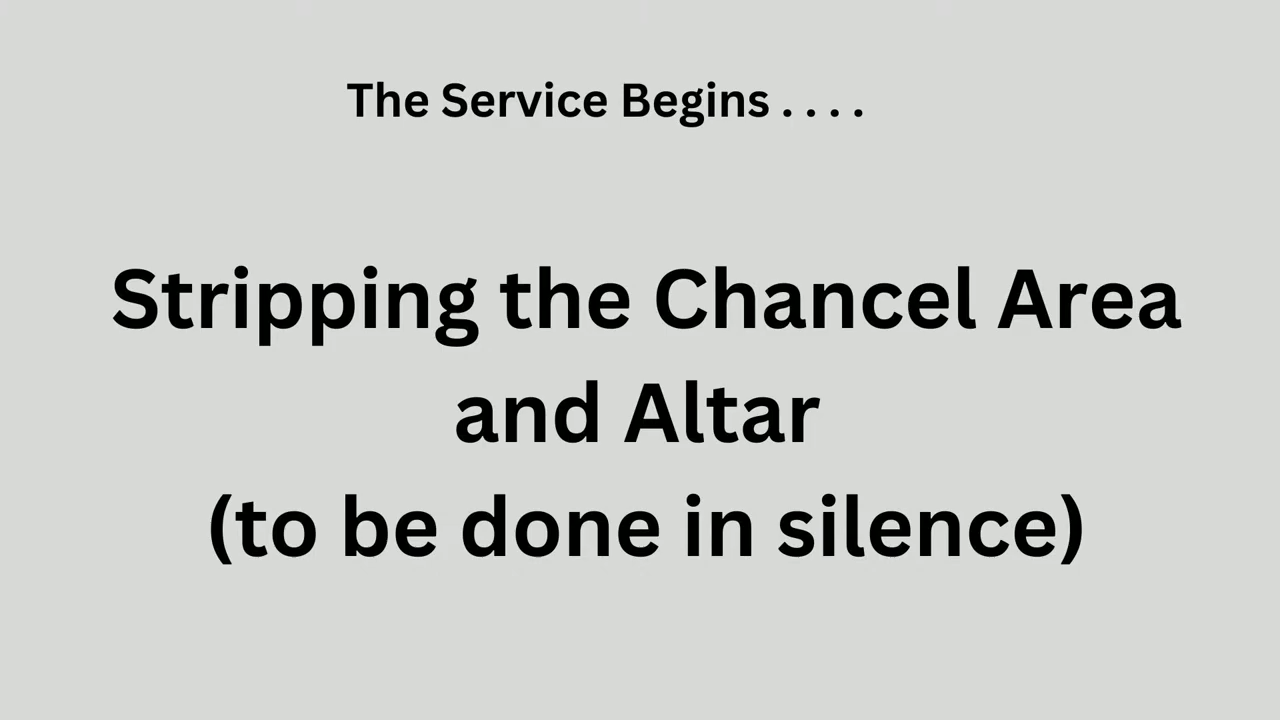 The Service Begins . . . .
Stripping the Chancel Area
and Altar
(to be done in silence)